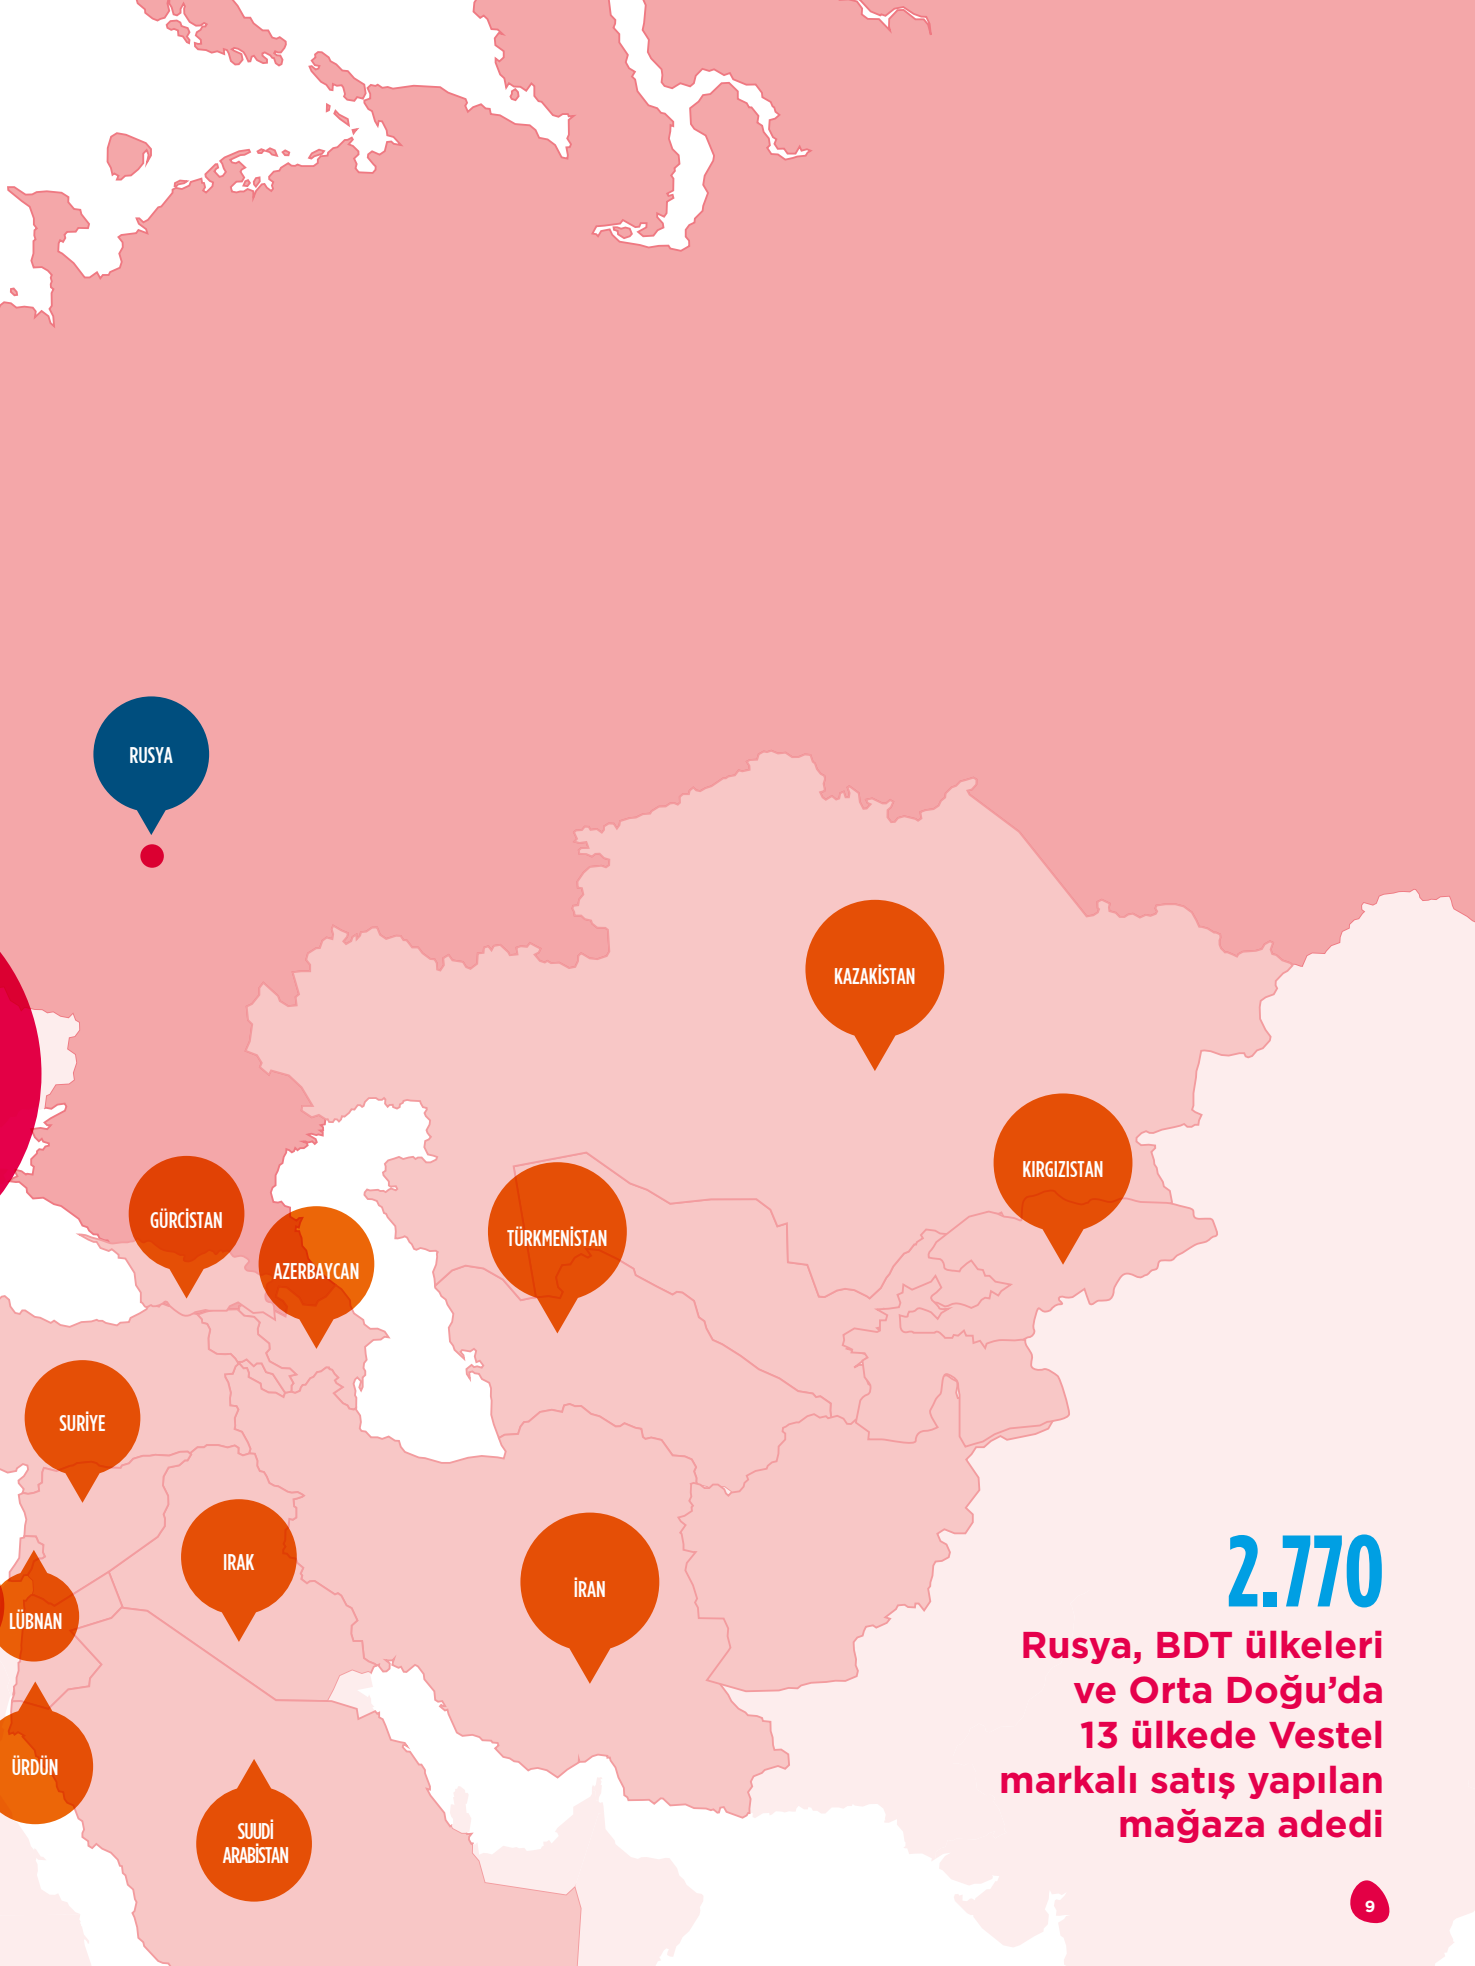 RUSYA
KAZAKİSTAN
KIRGIZISTAN
GÜRCİSTAN
TÜRKMENİSTAN
AZERBAYCAN
SURİYE
IRAK
İRAN
LÜBNAN
ÜRDÜN
SUUDİ
ARABİSTAN
2.770
Rusya, BDT ülkeleri
ve Orta Doğu’da
13 ülkede Vestel
markalı satış yapılan
mağaza adedi
9